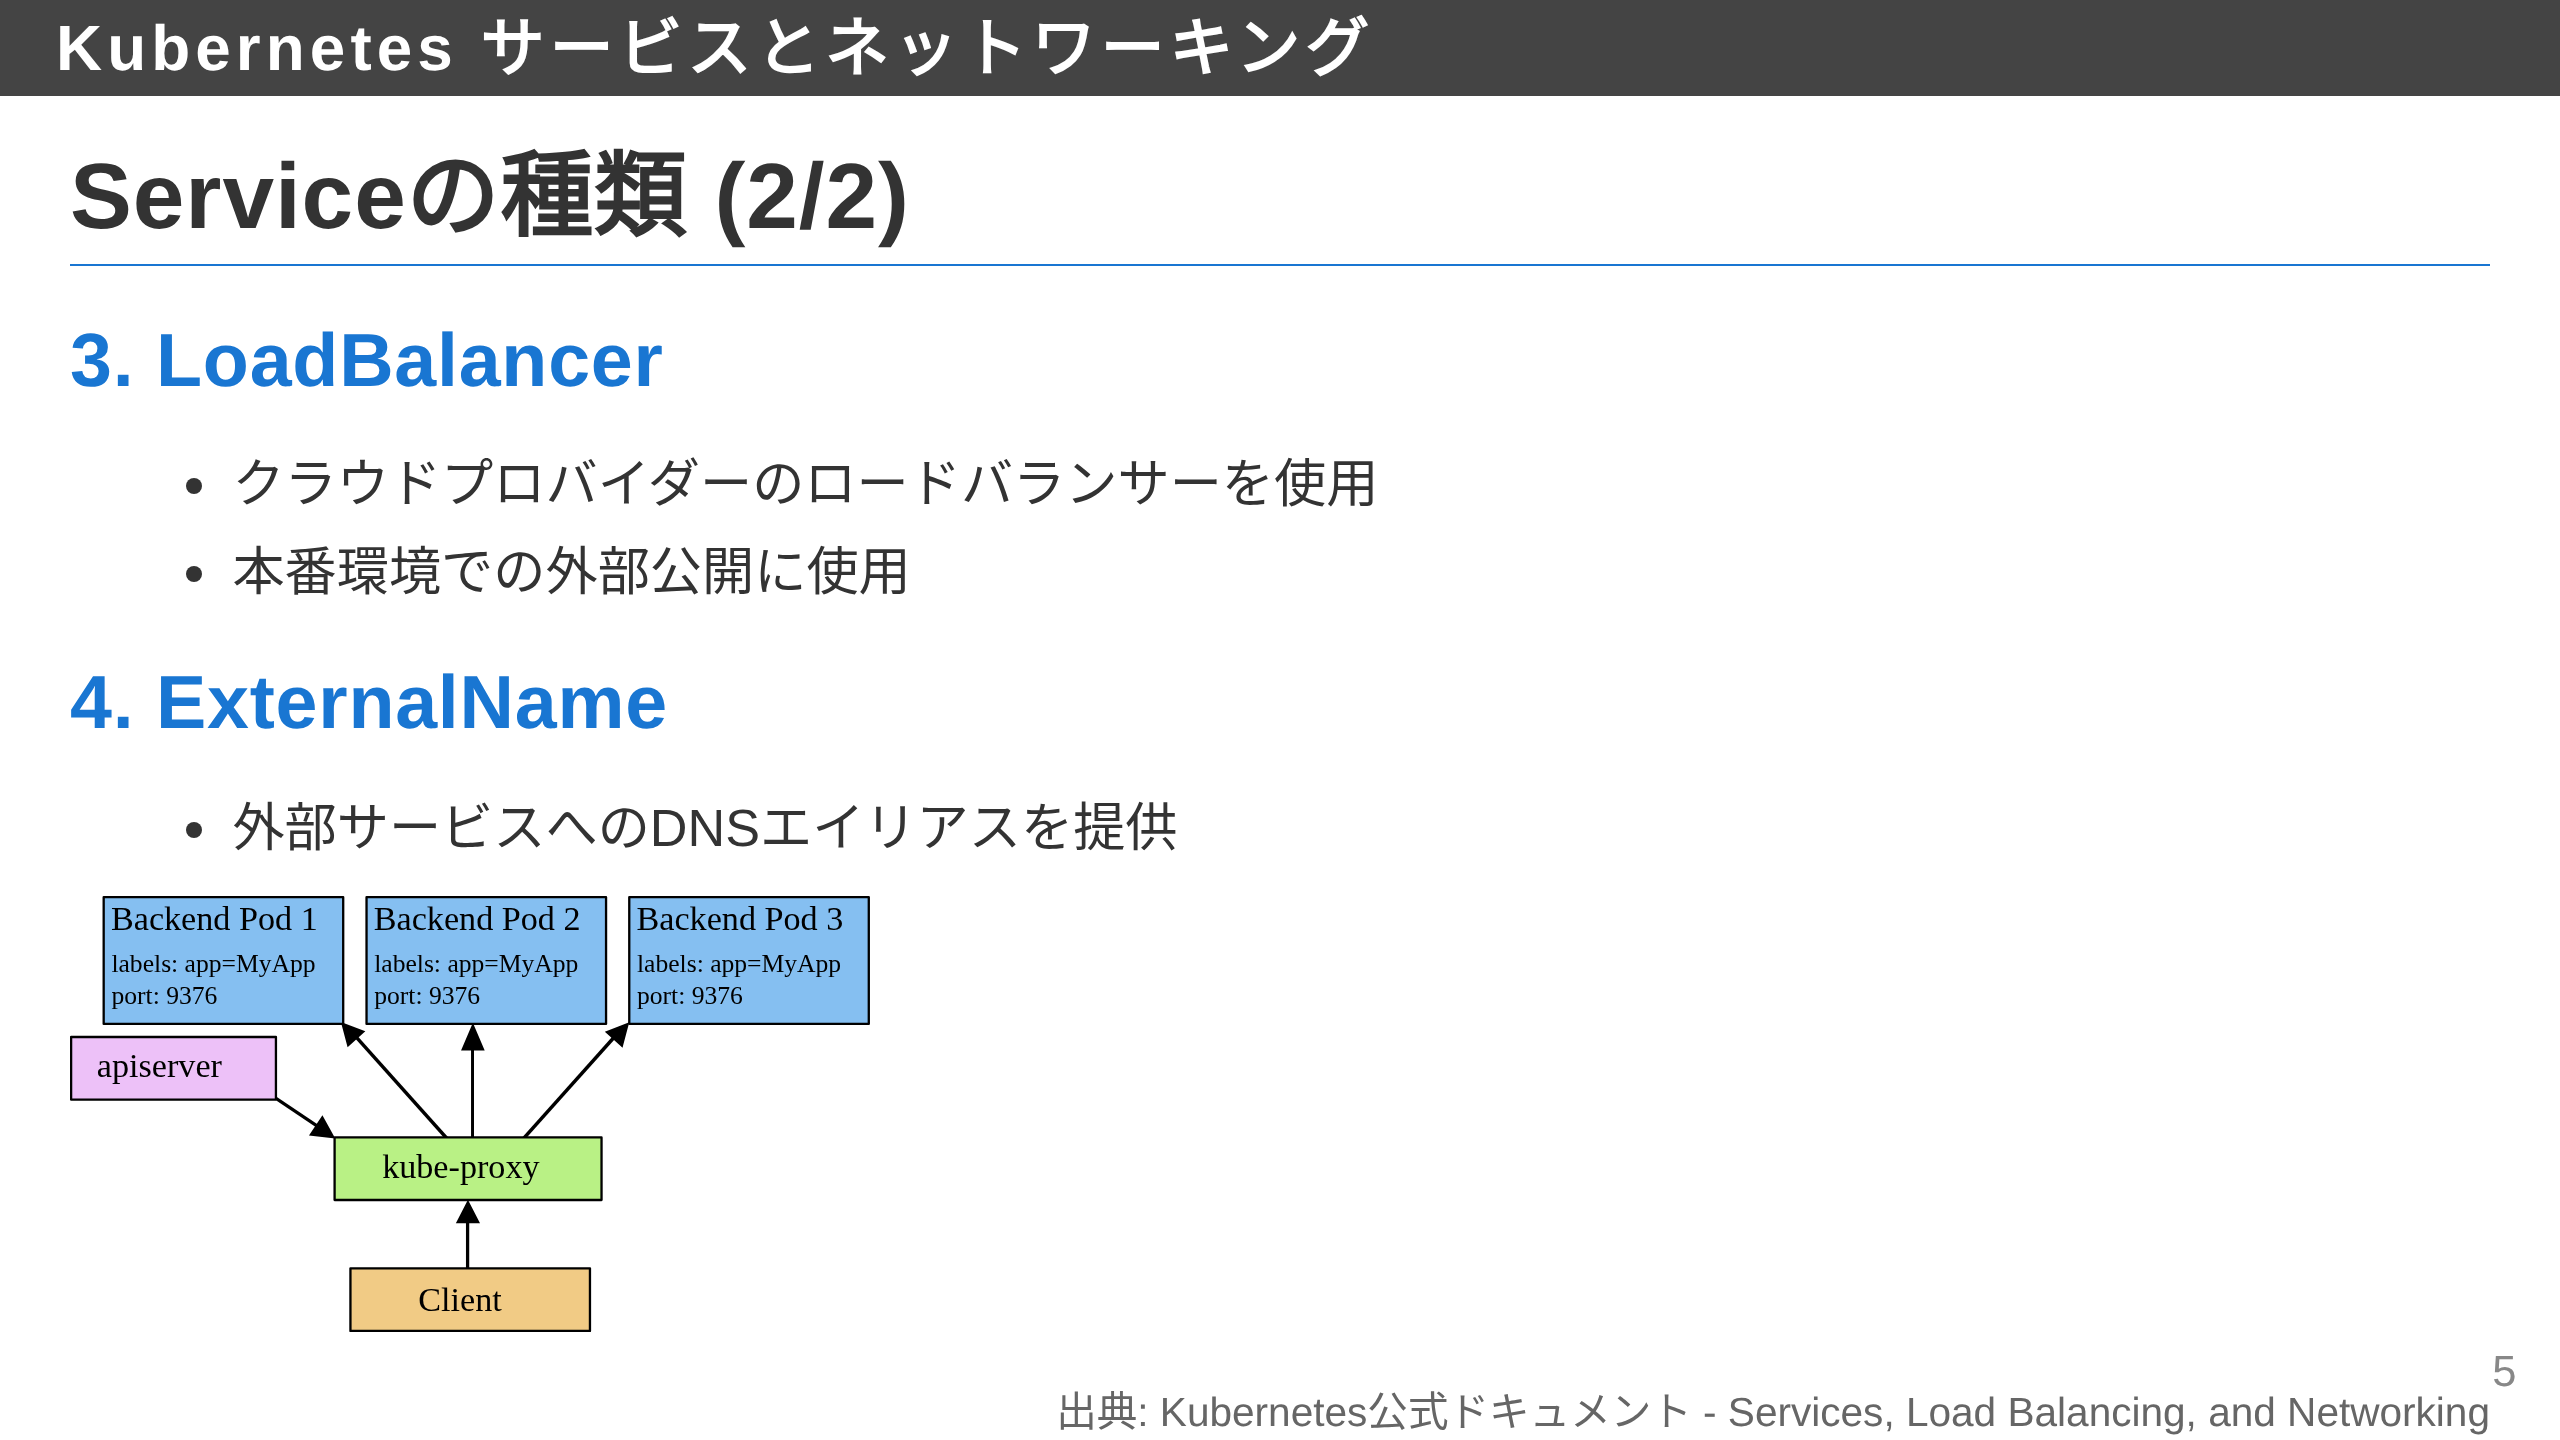 Kubernetes サービスとネットワーキング
Serviceの種類 (2/2)
3. LoadBalancer
• クラウドプロバイダーのロードバランサーを使用
• 本番環境での外部公開に使用
4. ExternalName
• 外部サービスへのDNSエイリアスを提供
Backend Pod 1
labels: app=MyApp
port: 9376
Backend Pod 2
labels: app=MyApp
port: 9376
Backend Pod 3
labels: app=MyApp
port: 9376
apiserver
kube-proxy
Client
5
出典: Kubernetes公式ドキュメント - Services, Load Balancing, and Networking